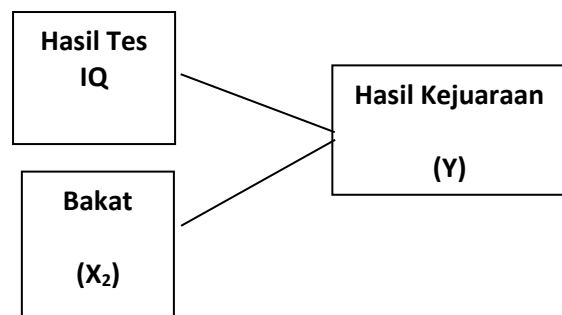 Hasil Tes
IQ
Hasil Kejuaraan
(Y)
Bakat
(X₂)